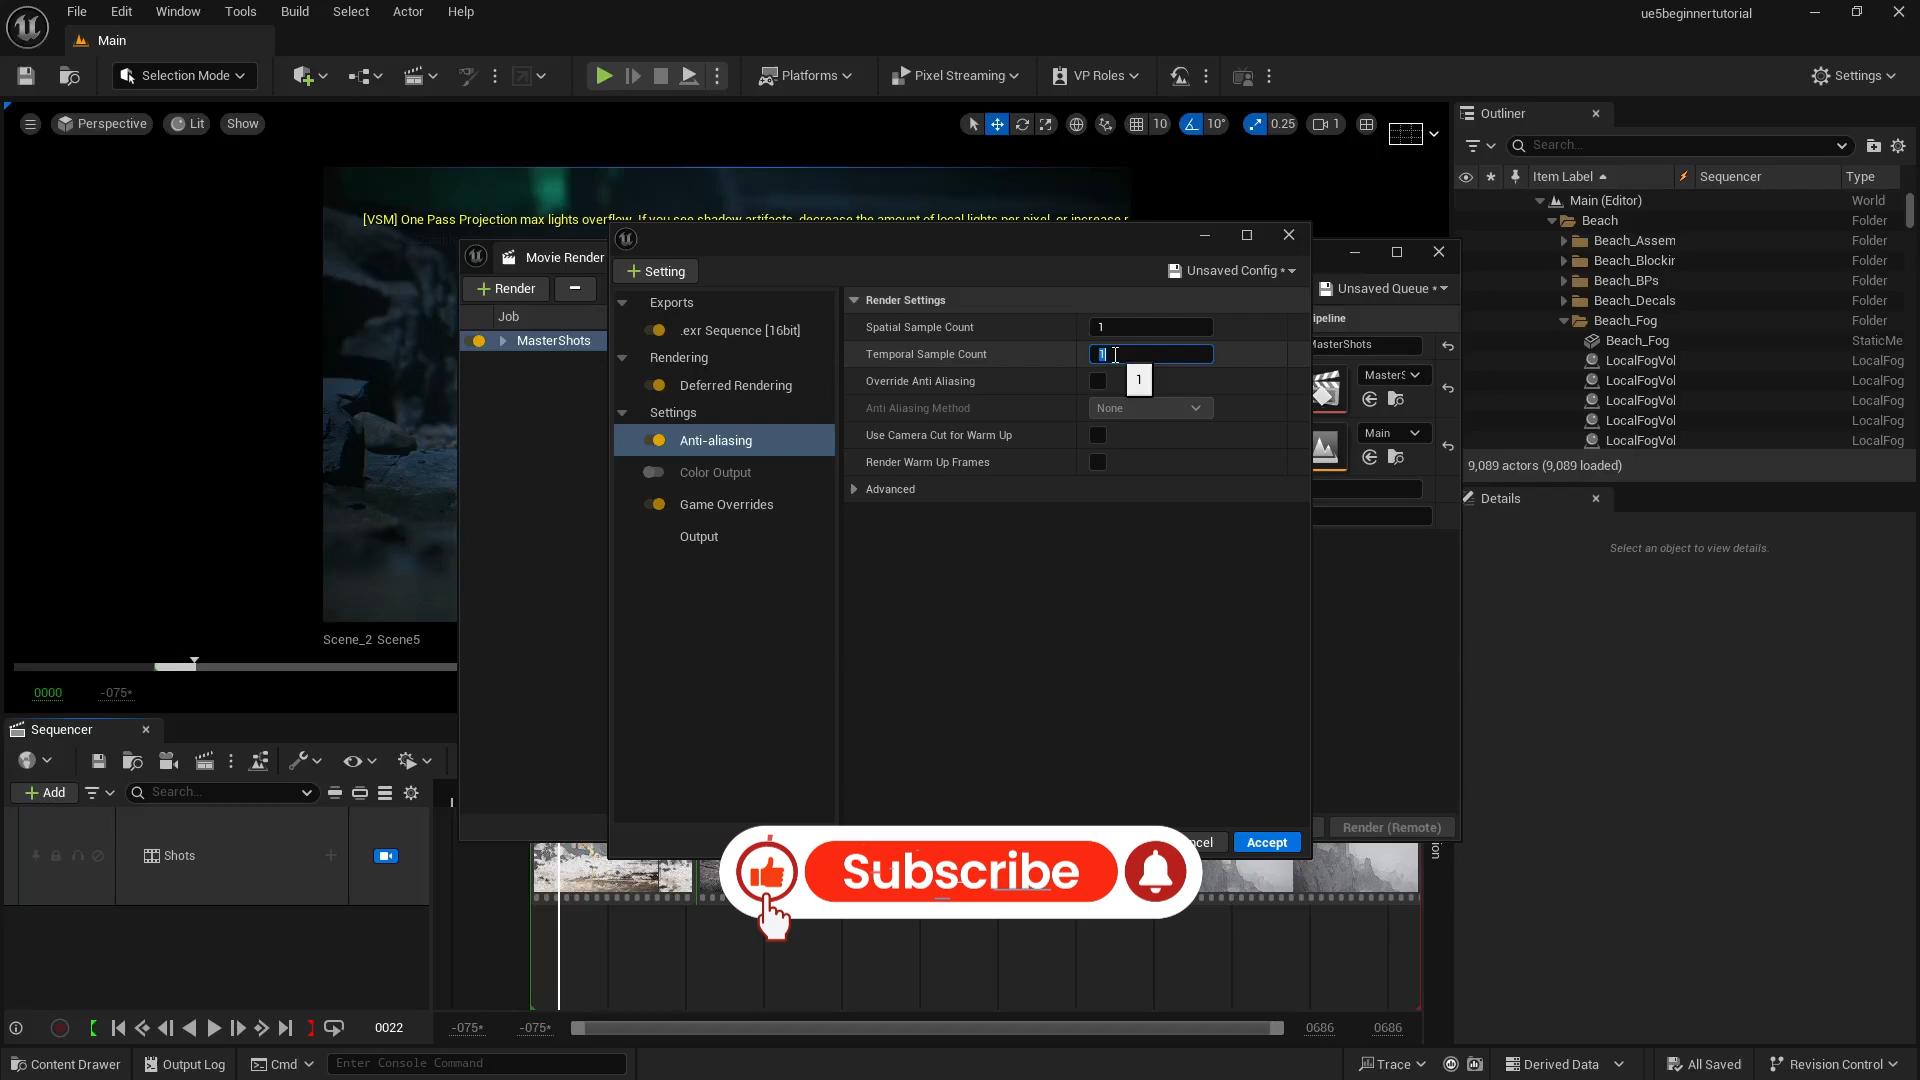 File Edit Window Tools Build Select Actor Help
ue5beginnertutorial
Main
Selection Mode
Platforms
Pixel Streaming
VP Roles
Settings
Perspective
Lit
Show
10
10°
0.25
1
[VSM] One Pass Projection max lights overflow. If you see shadow artifacts, decrease the amount of local lights per pixel, or increase r
Scene_2 Scene5
0000
-075*
Movie Render
Render
Job
MasterShots
Unsaved Queue *
ipeline
MasterShots
MasterS
Main
Render (Remote)
Setting
Unsaved Config *
Exports
.exr Sequence [16bit]
Rendering
Deferred Rendering
Settings
Anti-aliasing
Color Output
Game Overrides
Output
Render Settings
Spatial Sample Count
1
Temporal Sample Count
1
1
Override Anti Aliasing
Anti Aliasing Method
None
Use Camera Cut for Warm Up
Render Warm Up Frames
Advanced
ncel
Accept
Subscribe
Outliner
Search...
Item Label
Sequencer
Type
Main (Editor)
World
Beach
Folder
Beach_Assem
Folder
Beach_Blockir
Folder
Beach_BPs
Folder
Beach_Decals
Folder
Beach_Fog
Folder
Beach_Fog
StaticMe
LocalFogVol
LocalFog
LocalFogVol
LocalFog
LocalFogVol
LocalFog
LocalFogVol
LocalFog
LocalFogVol
LocalFog
9,089 actors (9,089 loaded)
Details
Select an object to view details.
Sequencer
Add
Search...
Shots
ion
0022
-075*
-075*
0686
0686
Content Drawer
Output Log
Cmd
Enter Console Command
Trace
Derived Data
All Saved
Revision Control